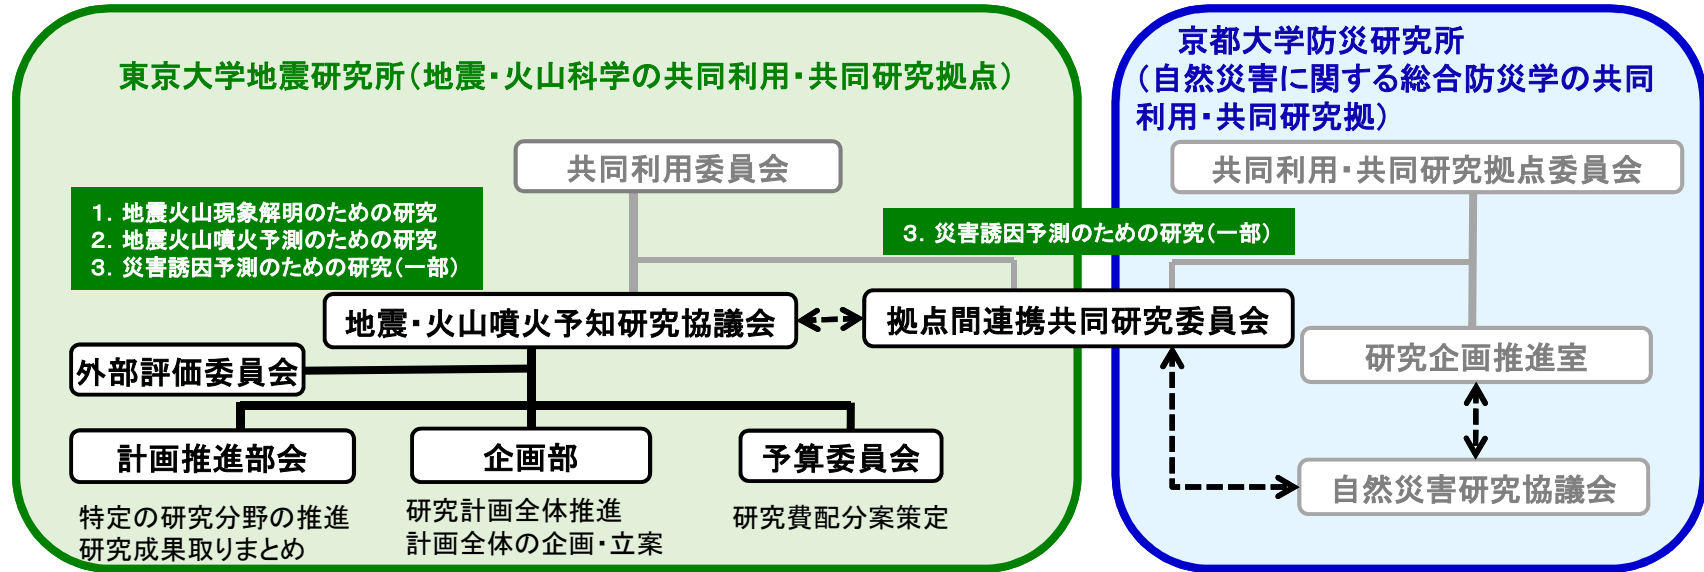 東京大学地震研究所（地震・火山科学の共同利用・共同研究拠点）
京都大学防災研究所
（自然災害に関する総合防災学の共同
利用・共同研究拠）
共同利用委員会
共同利用・共同研究拠点委員会
1. 地震火山現象解明のための研究
2. 地震火山噴火予測のための研究
3. 災害誘因予測のための研究（一部）
3. 災害誘因予測のための研究（一部）
地震・火山噴火予知研究協議会
拠点間連携共同研究委員会
外部評価委員会
研究企画推進室
計画推進部会
企画部
予算委員会
自然災害研究協議会
特定の研究分野の推進
研究成果取りまとめ
研究計画全体推進
計画全体の企画・立案
研究費配分案策定